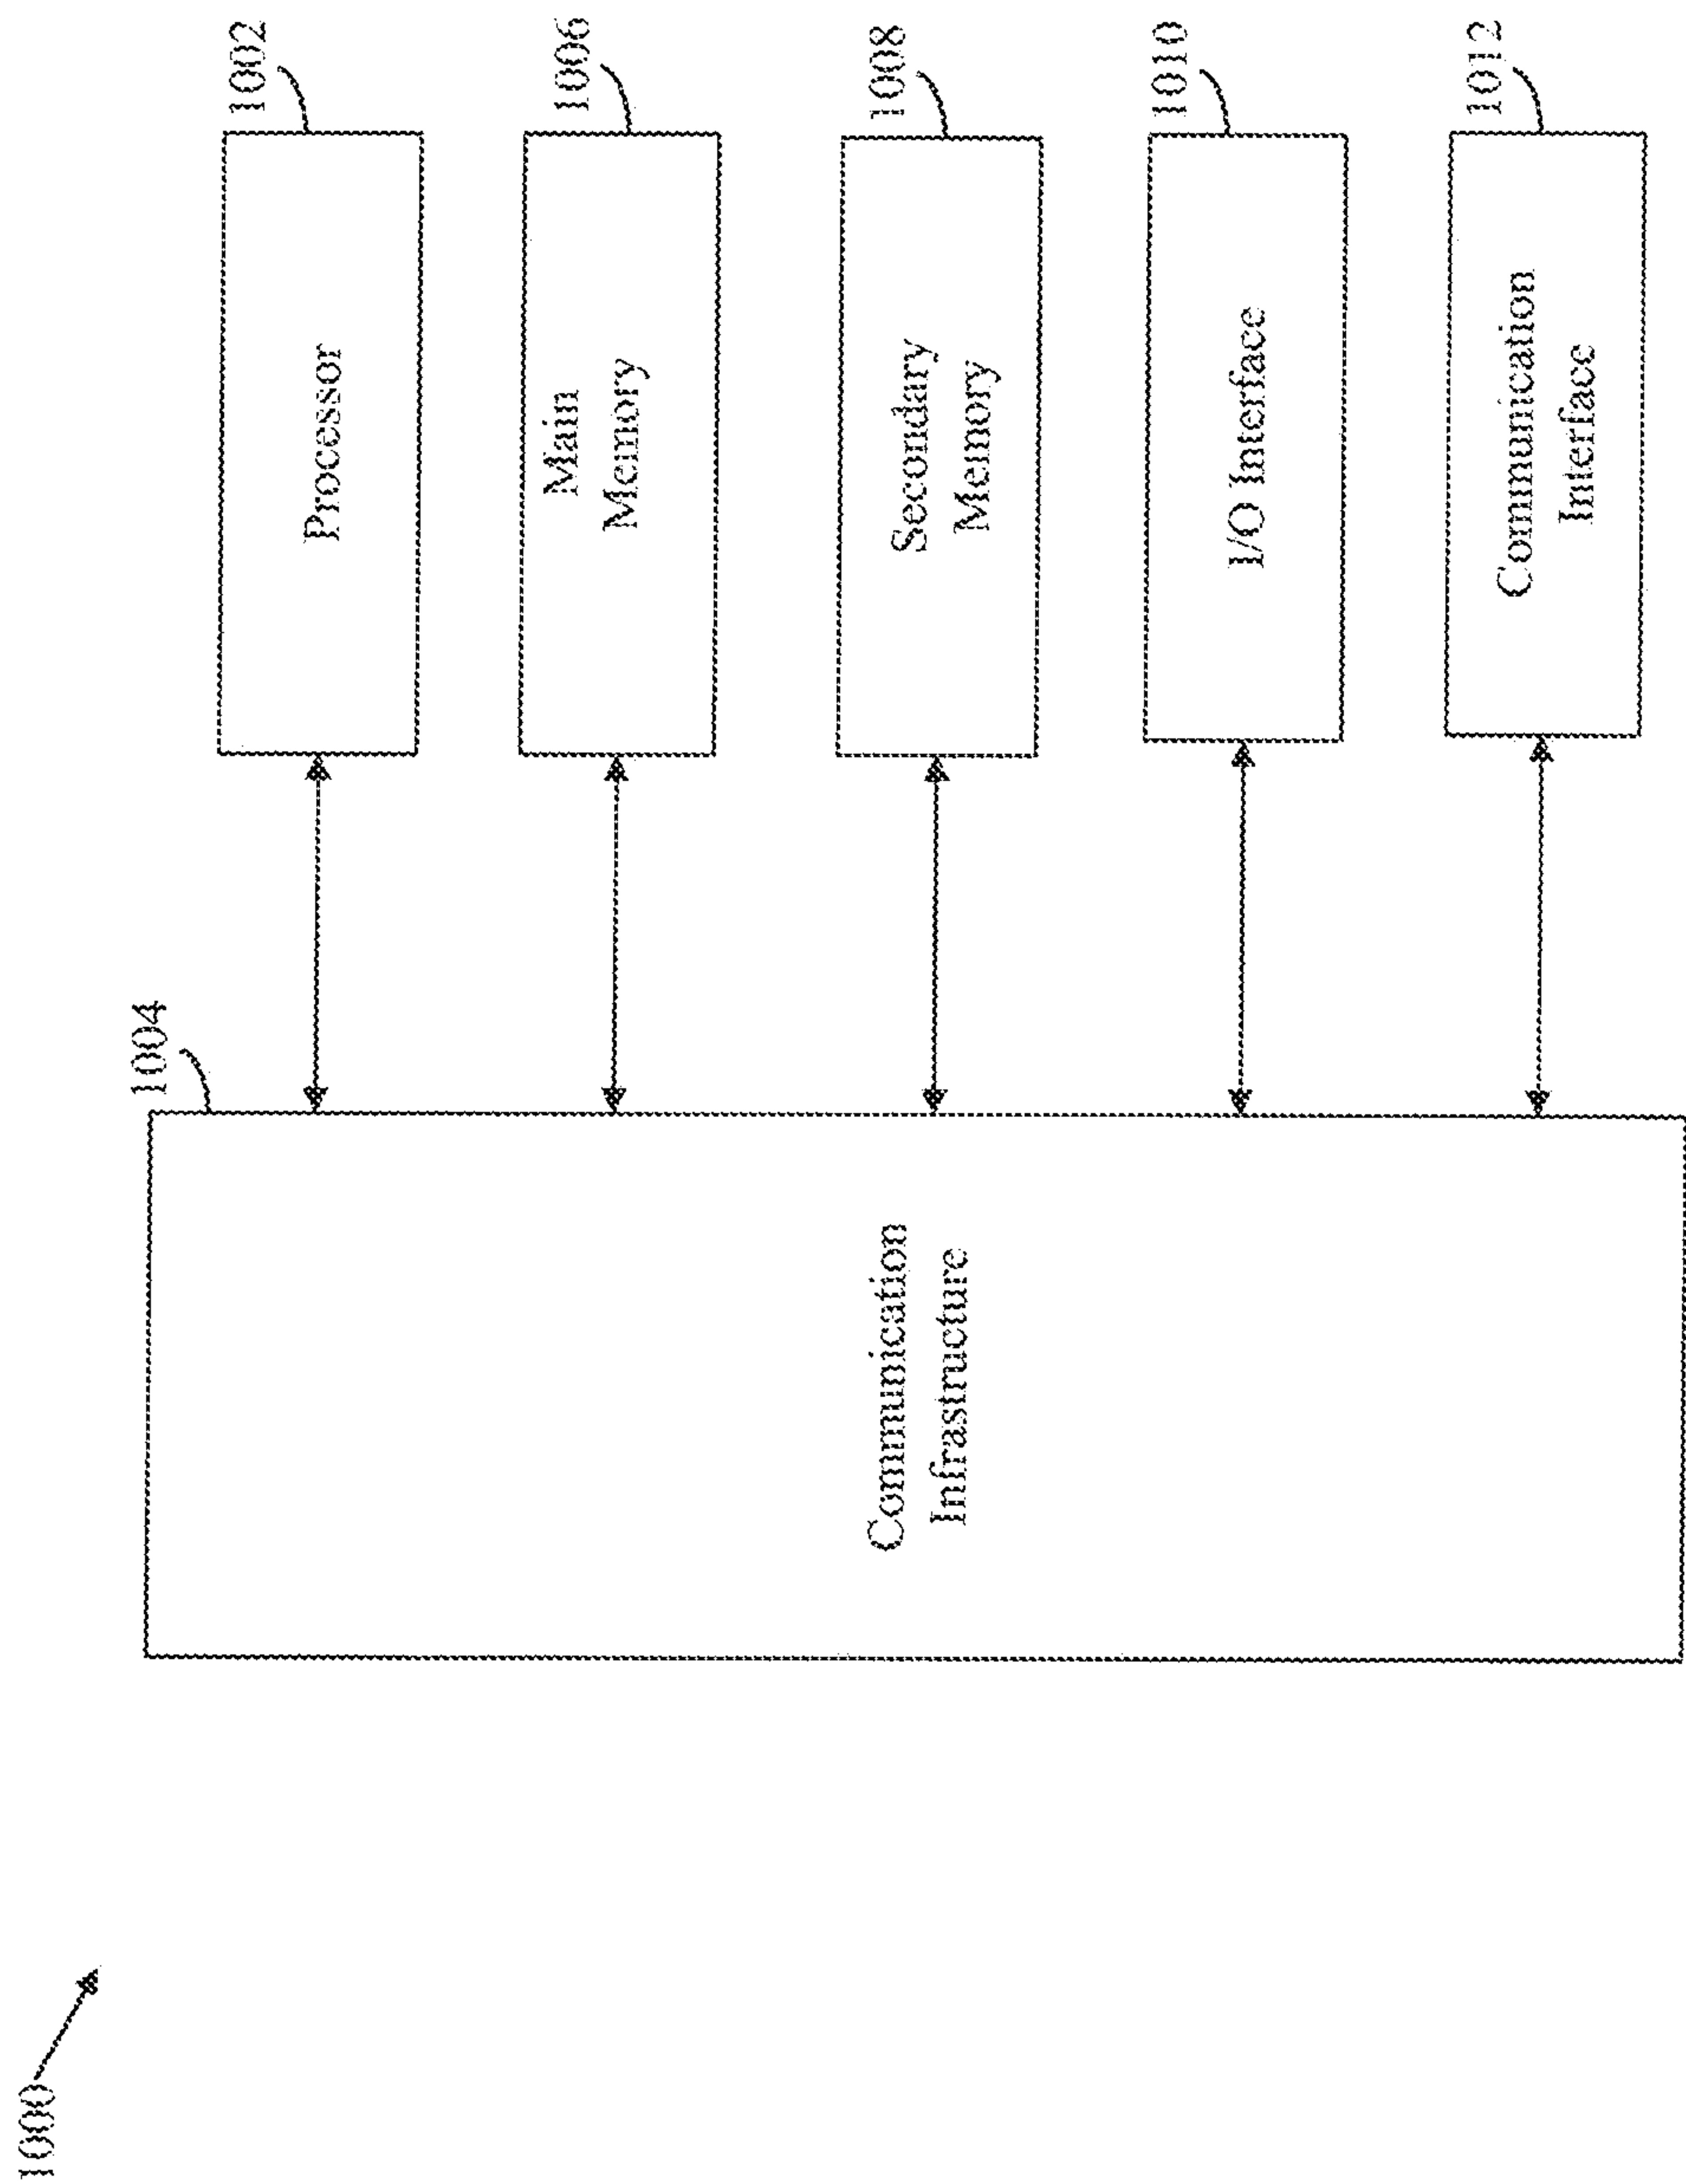 1000
1004
Communication
Infrastructure
1002
Processor
1006
Main
Memory
1008
Secondary
Memory
1010
I/O Interface
1012
Communication
Interface